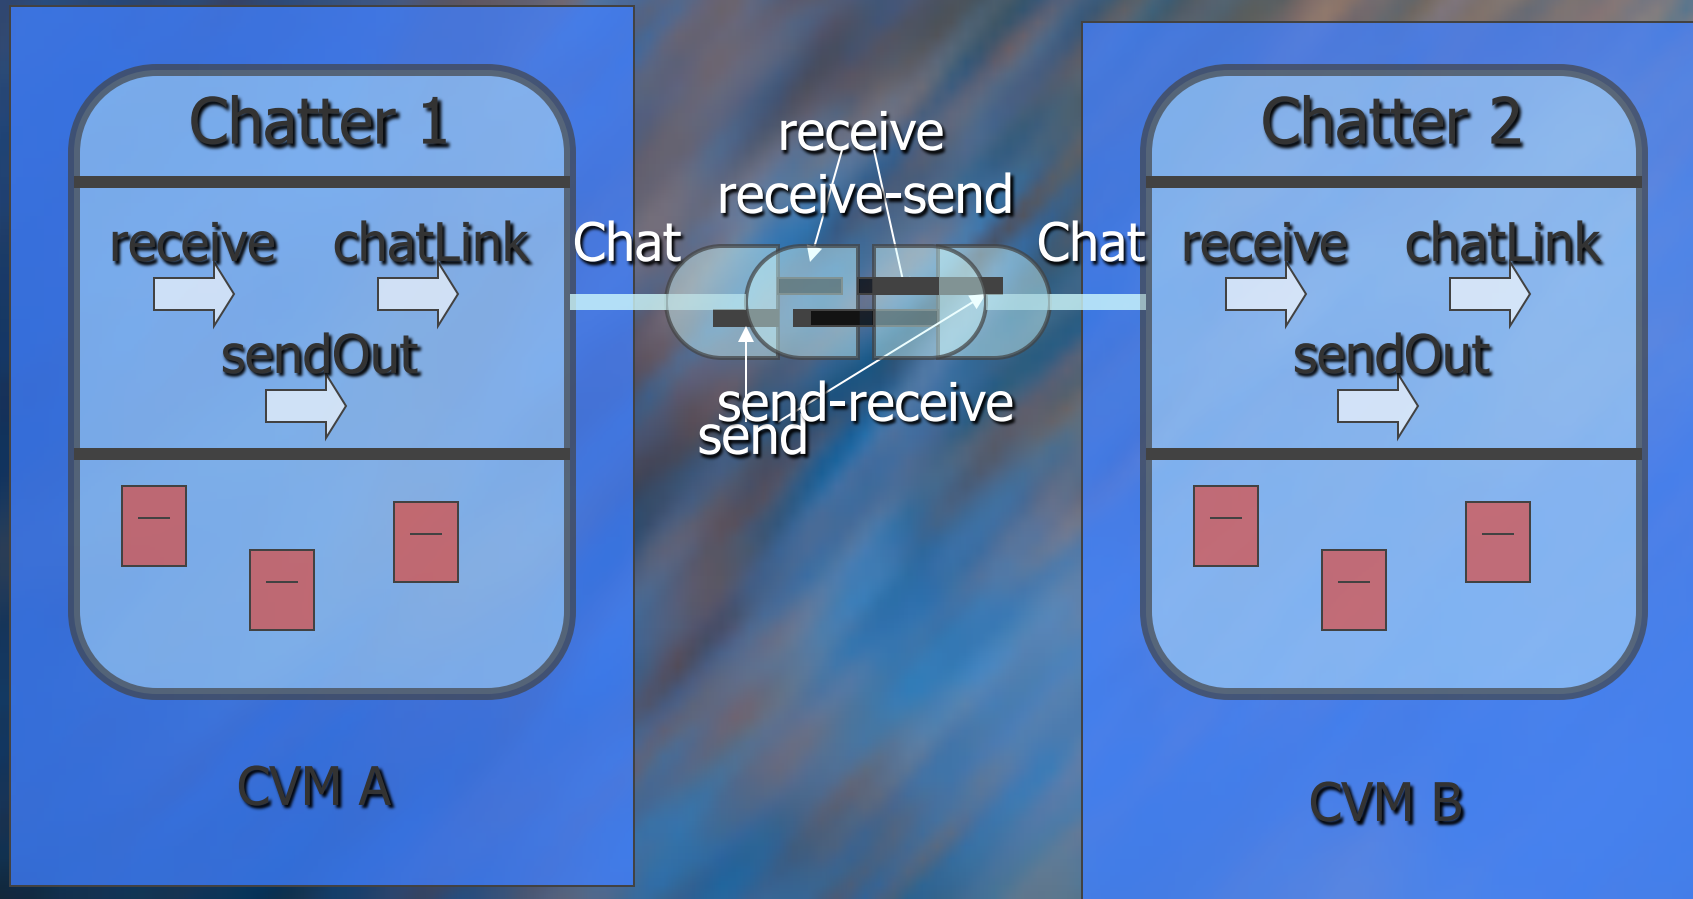 Chatter 1
receive
chatLink
sendOut
CVM A
receive
receive-send
Chat
Chat
send-receive
send
Chatter 2
receive
chatLink
sendOut
CVM B